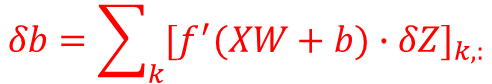 δb = ∑ₖ [f′(XW + b) · δZ]ₖ,: